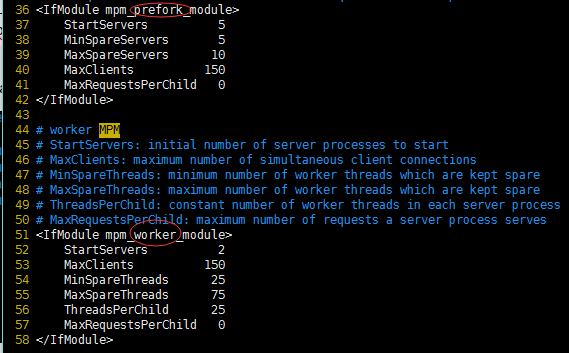 36 <IfModule mpm_prefork_module>
37     StartServers          5
38     MinSpareServers       5
39     MaxSpareServers      10
40     MaxClients          150
41     MaxRequestsPerChild   0
42 </IfModule>
43
44 # worker MPM
45 # StartServers: initial number of server processes to start
46 # MaxClients: maximum number of simultaneous client connections
47 # MinSpareThreads: minimum number of worker threads which are kept spare
48 # MaxSpareThreads: maximum number of worker threads which are kept spare
49 # ThreadsPerChild: constant number of worker threads in each server process
50 # MaxRequestsPerChild: maximum number of requests a server process serves
51 <IfModule mpm_worker_module>
52     StartServers          2
53     MaxClients          150
54     MinSpareThreads      25
55     MaxSpareThreads      75
56     ThreadsPerChild      25
57     MaxRequestsPerChild   0
58 </IfModule>